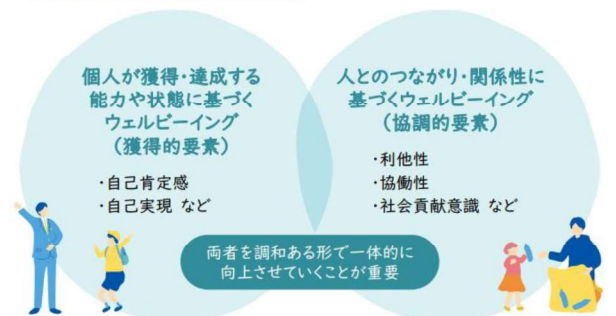 個人が獲得・達成する
能力や状態に基づく
ウェルビーイング
（獲得的要素）
・自己肯定感
・自己実現 など
人とのつながり・関係性に
基づくウェルビーイング
（協調的要素）
・利他性
・協働性
・社会貢献意識 など
両者を調和ある形で一体的に
向上させていくことが重要